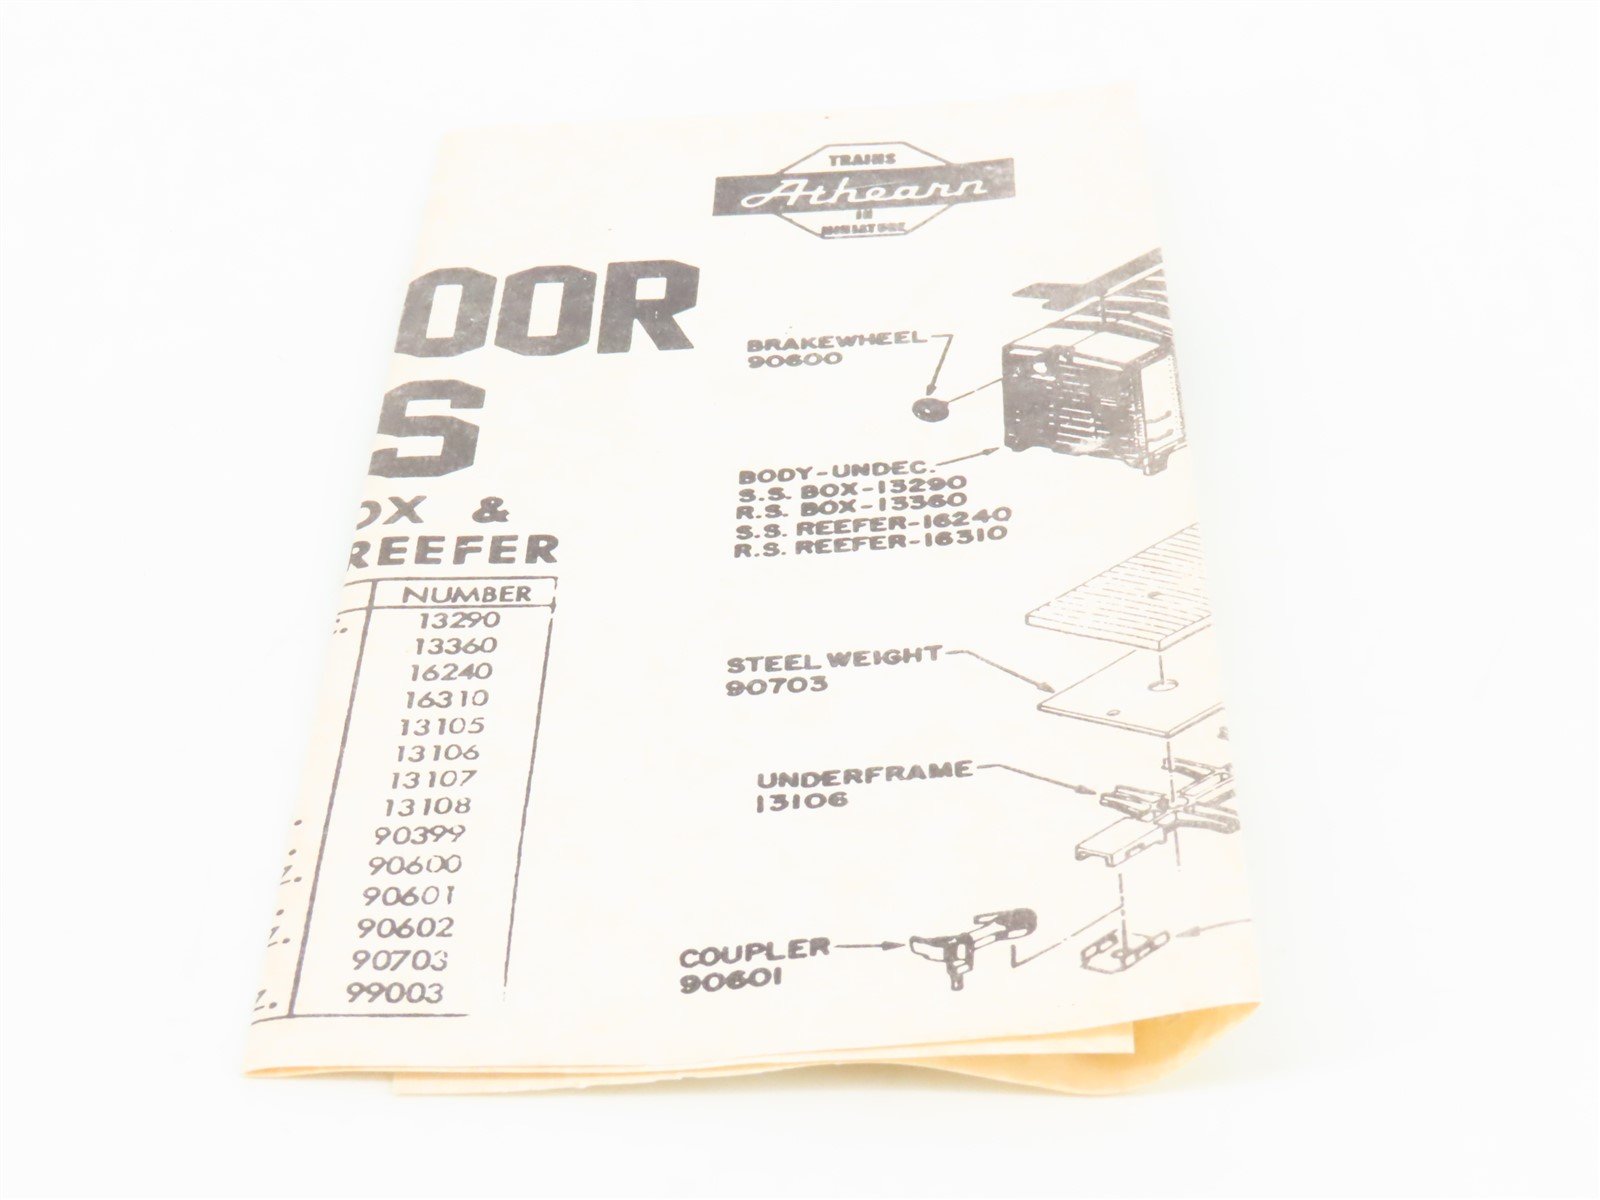 TRAINS
Athearn
IN
MINIATURE
OOR
S
OX &
REEFER
NUMBER
13290
13360
16240
16310
13105
13106
13107
13108
90399
90600
90601
90602
90703
99003
BRAKEWHEEL
90600
BODY-UNDEC.
S.S. BOX-13290
R.S. BOX-13360
S.S. REEFER-16240
R.S. REEFER-16310
STEEL WEIGHT
90703
UNDERFRAME
13106
COUPLER
90601